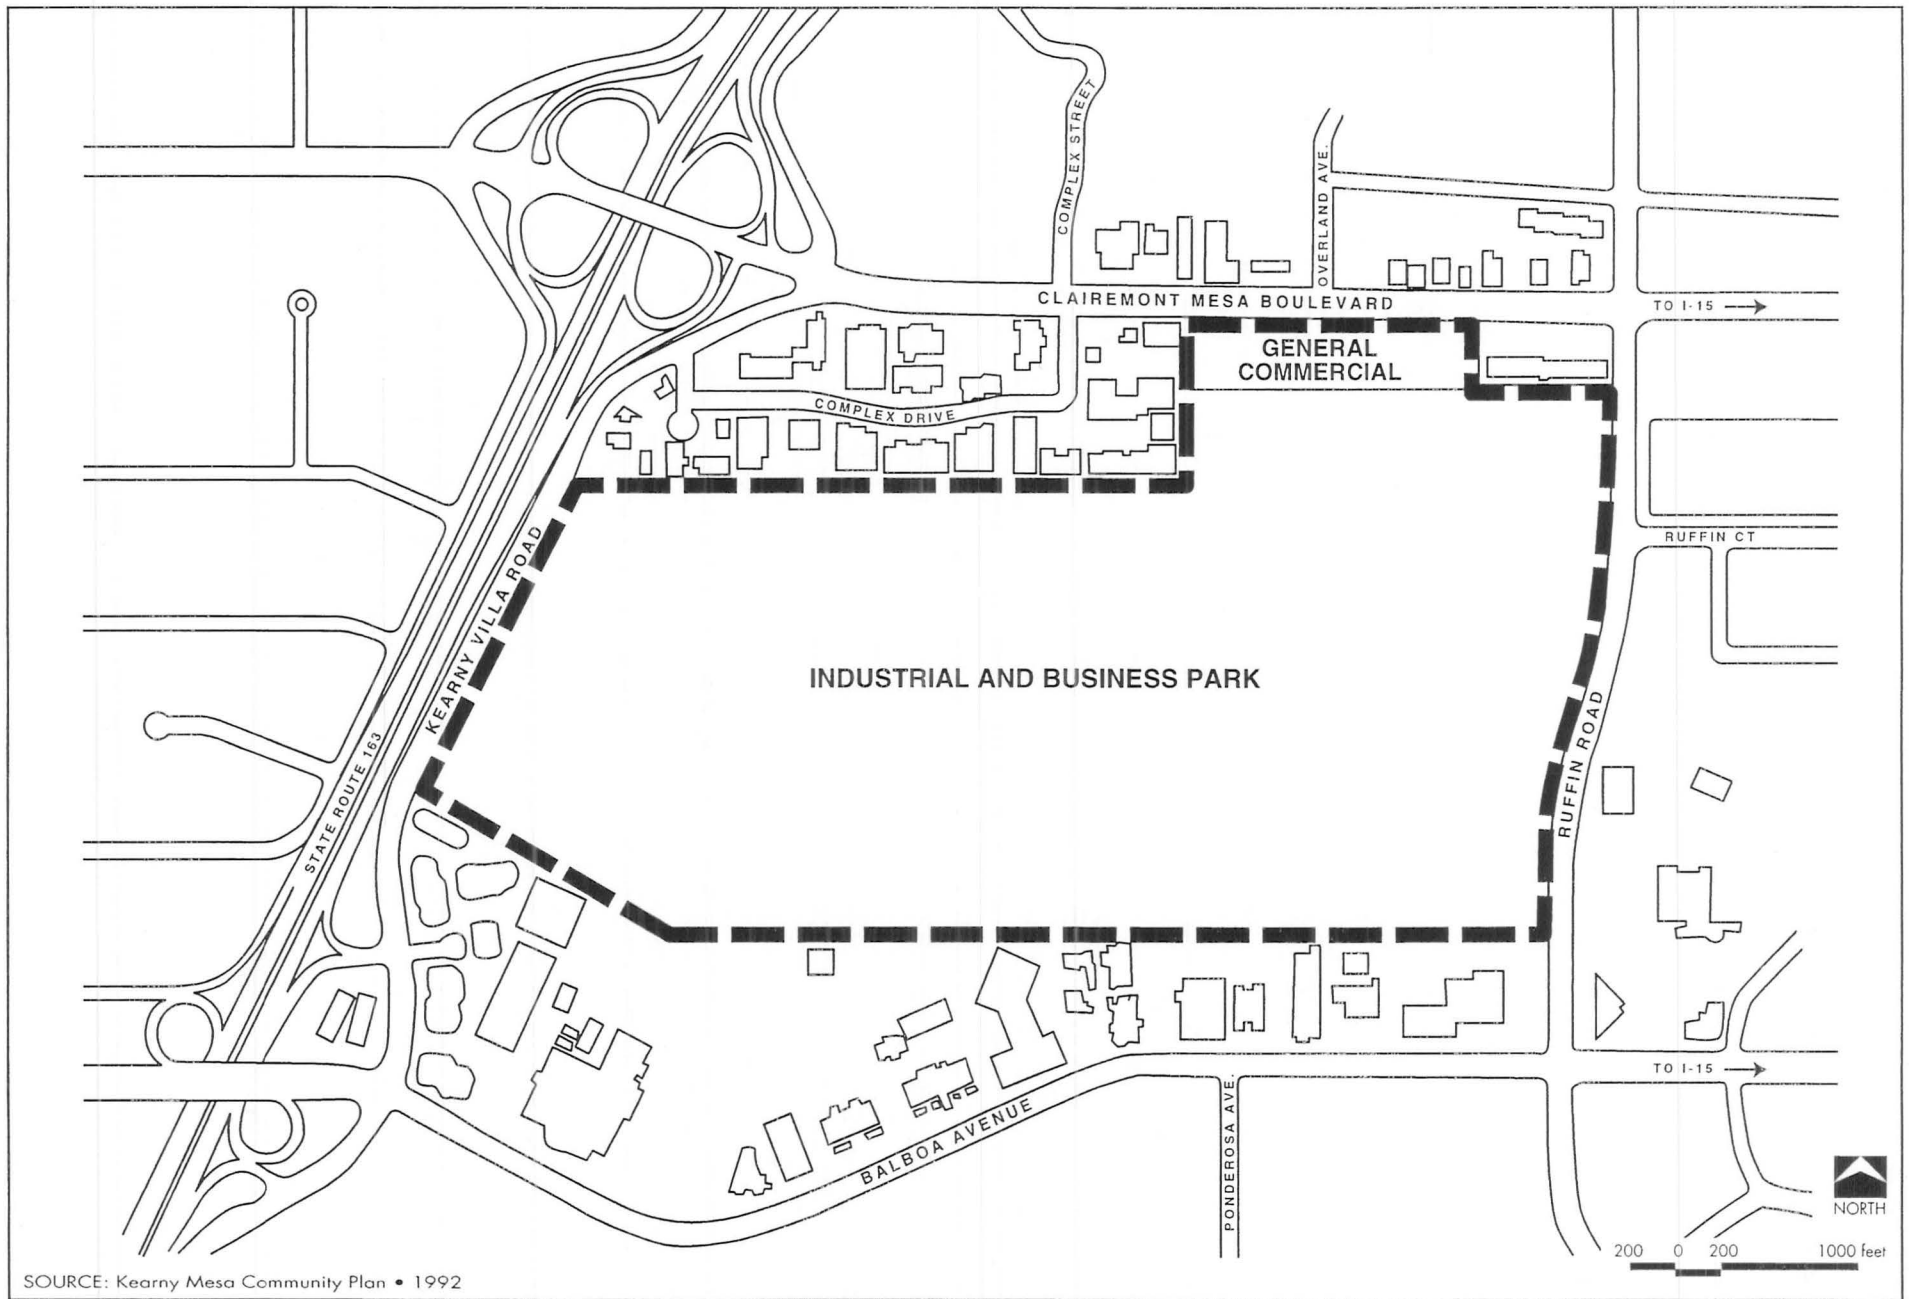 COMPLEX STREET
OVERLAND AVE.
CLAIREMONT MESA BOULEVARD
TO I-15
GENERAL
COMMERCIAL
COMPLEX DRIVE
RUFFIN CT
KEARNY VILLA ROAD
INDUSTRIAL AND BUSINESS PARK
RUFFIN ROAD
STATE ROUTE 163
TO I-15
BALBOA AVENUE
PONDEROSA AVE.
NORTH
200 0 200 1000 feet
SOURCE: Kearny Mesa Community Plan • 1992